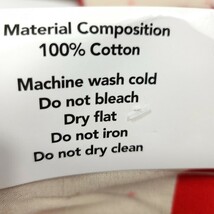 Material Composition
100% Cotton
Machine wash cold
Do not bleach
Dry flat
Do not iron
Do not dry clean